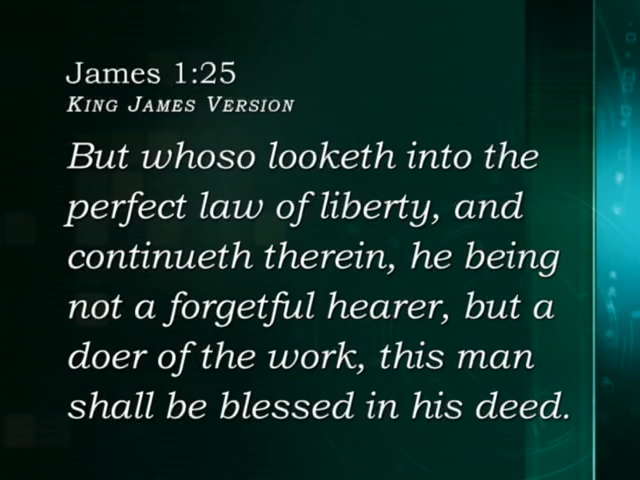 James 1:25
King James Version
But whoso looketh into the
perfect law of liberty, and
continueth therein, he being
not a forgetful hearer, but a
doer of the work, this man
shall be blessed in his deed.